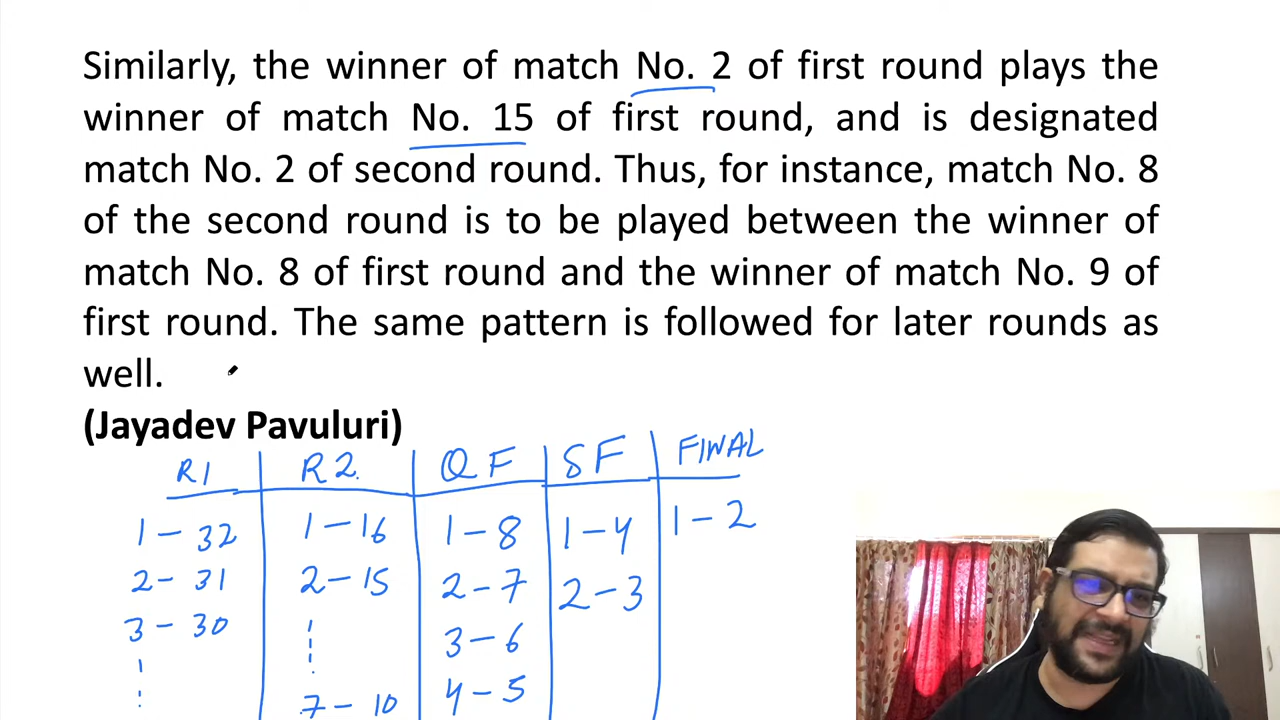 Similarly, the winner of match No. 2 of first round plays the
winner of match No. 15 of first round, and is designated
match No. 2 of second round. Thus, for instance, match No. 8
of the second round is to be played between the winner of
match No. 8 of first round and the winner of match No. 9 of
first round. The same pattern is followed for later rounds as
well.
(Jayadev Pavuluri)
R1 R2. QF SF FINAL
1 - 32 1 - 16 1 - 8 1 - 4 1 - 2
2 - 31 2 - 15 2 - 7 2 - 3
3 - 30 3 - 6
7 - 10 4 - 5